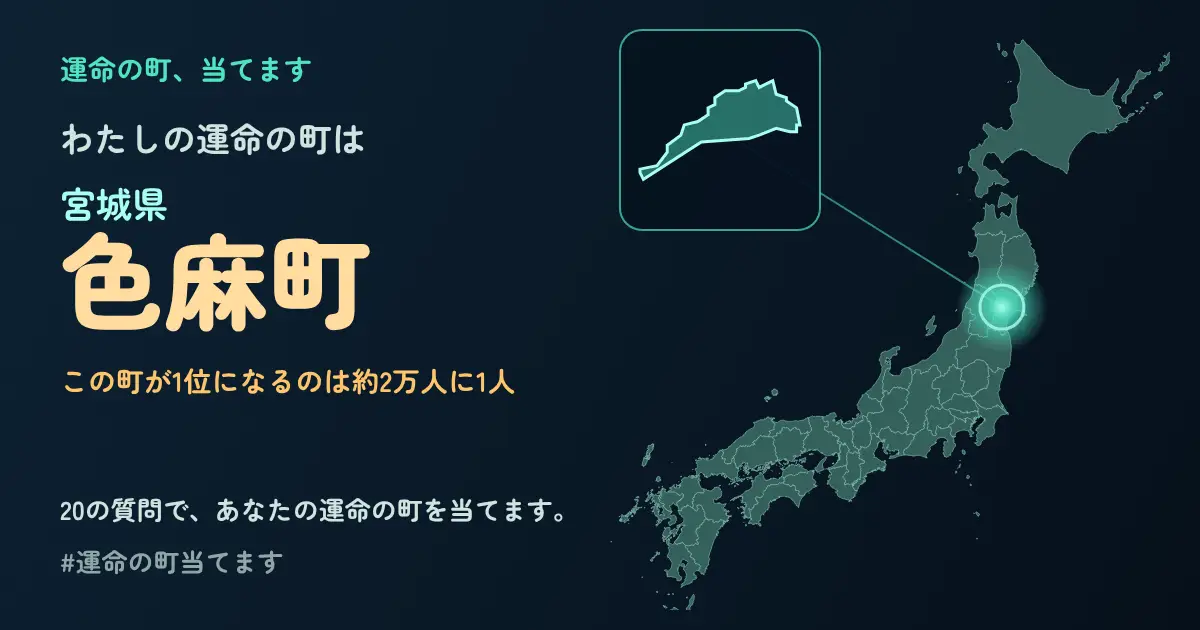 運命の町、当てます
わたしの運命の町は
宮城県
色麻町
この町が1位になるのは約2万人に1人
20の質問で、あなたの運命の町を当てます。
#運命の町当てます